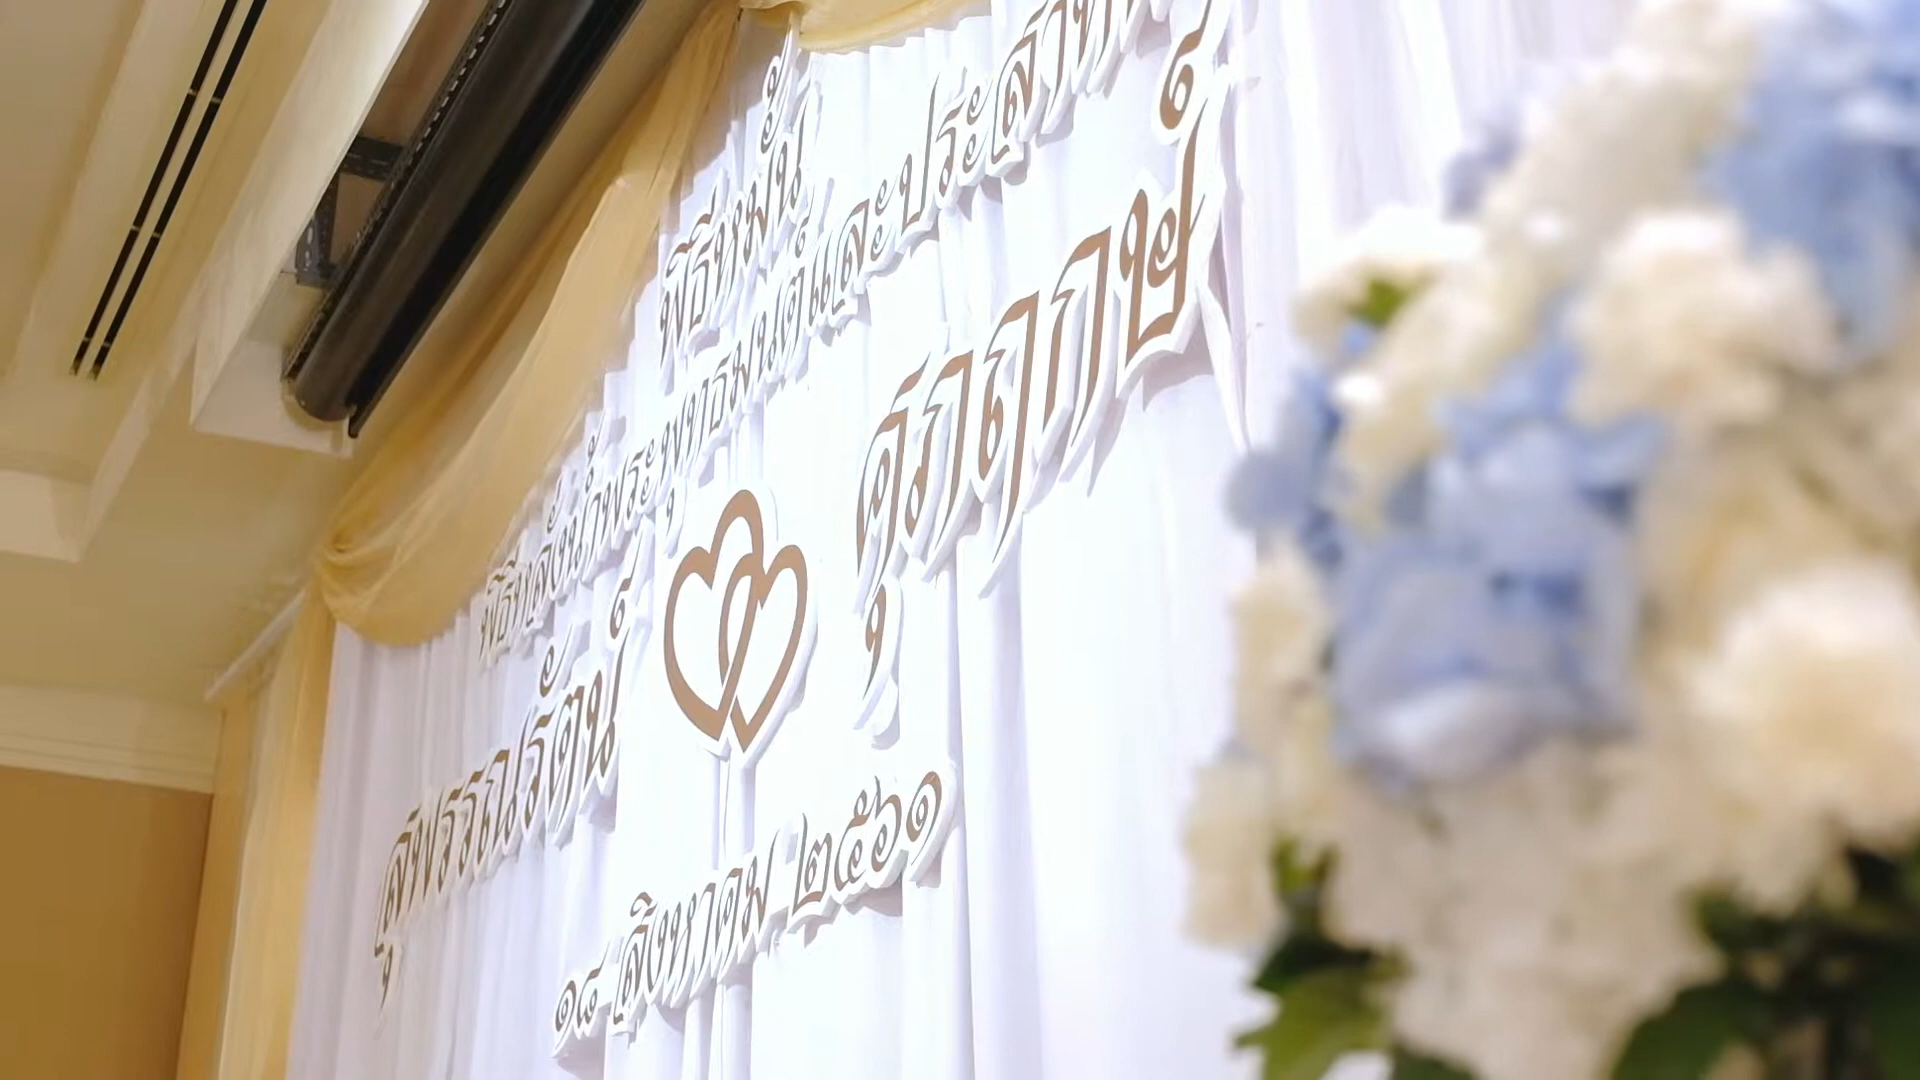 พิธีหมั้น
พิธีหลั่งน้ำพระพุทธมนต์และประสาท
สุพรรณรัตน์ ศุภฤกษ์
๑๘ สิงหาคม ๒๕๖๑